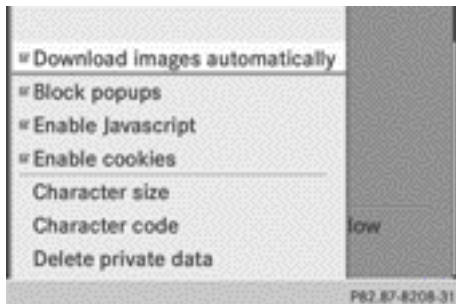 Download images automatically
Block popups
Enable Javascript
Enable cookies
Character size
Character code
low
Delete private data
P82.87-8208-31